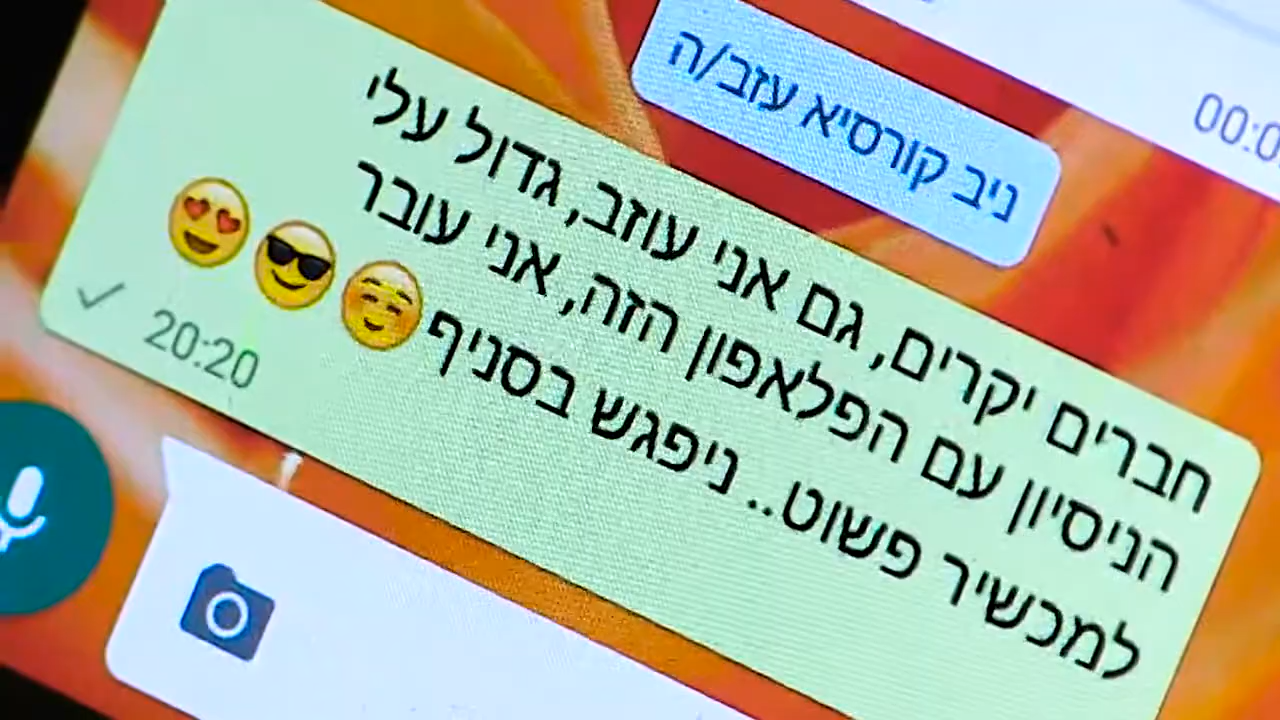 00:0
ניב קורסיא עזב/ה
חברים יקרים, גם אני עוזב, גדול עלי
הניסיון עם הפלאפון הזה, אני עובר
למכשיר פשוט.. ניפגש בסניף😊😎😍
20:20